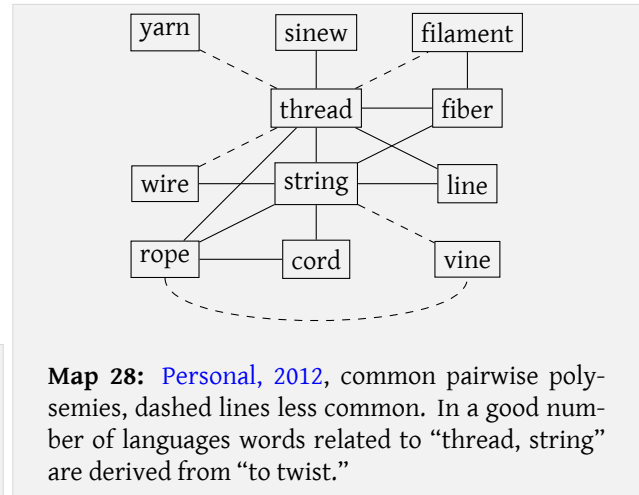 yarn sinew filament
thread fiber
wire string line
rope cord vine
Map 28: Personal, 2012, common pairwise poly-
semies, dashed lines less common. In a good num-
ber of languages words related to “thread, string”
are derived from “to twist.”